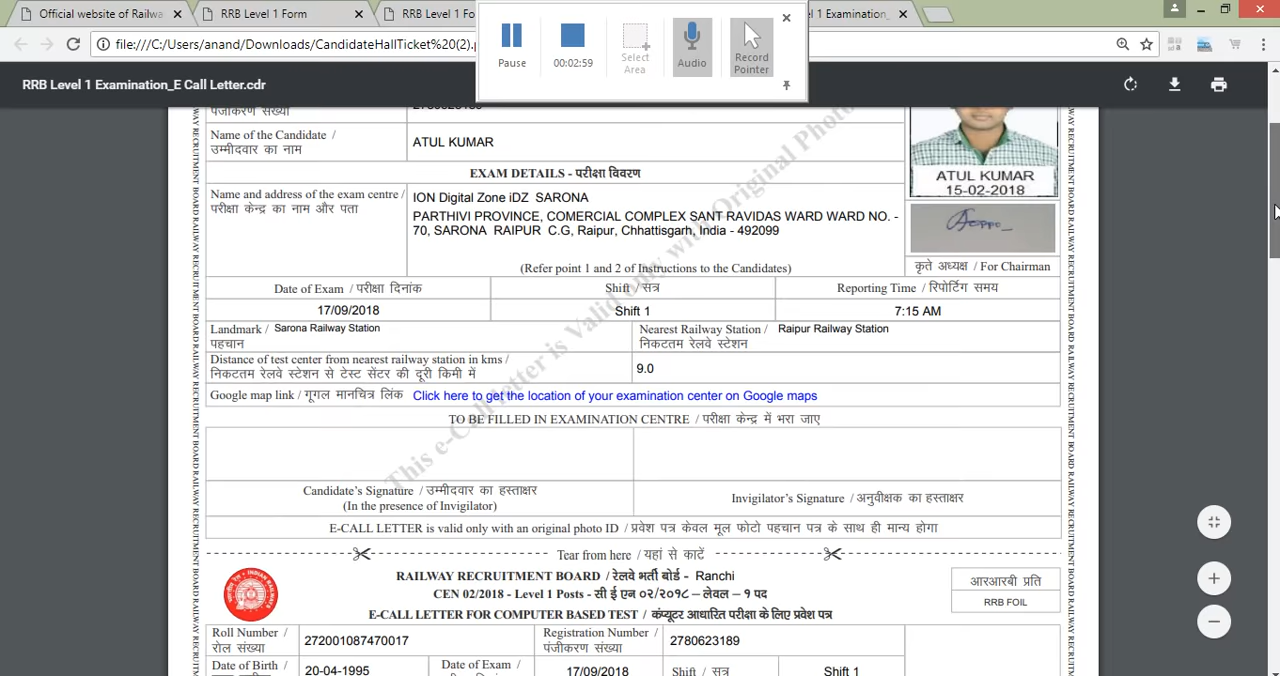 Official website of Railwa
RRB Level 1 Form
RRB Level 1 Fo
l 1 Examination_
file:///C:/Users/anand/Downloads/CandidateHallTicket%20(2).
Pause
00:02:59
Select Area
Audio
Record Pointer
RRB Level 1 Examination_E Call Letter.cdr
पंजीकरण संख्या
Name of the Candidate /
उम्मीदवार का नाम
ATUL KUMAR
ATUL KUMAR
15-02-2018
EXAM DETAILS - परीक्षा विवरण
Name and address of the exam centre /
परीक्षा केन्द्र का नाम और पता
ION Digital Zone iDZ SARONA
PARTHIVI PROVINCE, COMERCIAL COMPLEX SANT RAVIDAS WARD WARD NO. -
70, SARONA RAIPUR C.G, Raipur, Chhattisgarh, India - 492099
(Refer point 1 and 2 of Instructions to the Candidates)
कृते अध्यक्ष / For Chairman
Date of Exam / परीक्षा दिनांक
Shift / सत्र
Reporting Time / रिपोर्टिंग समय
17/09/2018
Shift 1
7:15 AM
Landmark / Sarona Railway Station
पहचान
Nearest Railway Station / Raipur Railway Station
निकटतम रेलवे स्टेशन
Distance of test center from nearest railway station in kms /
निकटतम रेलवे स्टेशन से टेस्ट सेंटर की दूरी किमी में
9.0
Google map link / गूगल मानचित्र लिंक Click here to get the location of your examination center on Google maps
TO BE FILLED IN EXAMINATION CENTRE / परीक्षा केन्द्र में भरा जाए
Candidate's Signature / उम्मीदवार का हस्ताक्षर
(In the presence of Invigilator)
Invigilator's Signature / अनुवीक्षक का हस्ताक्षर
E-CALL LETTER is valid only with an original photo ID / प्रवेश पत्र केवल मूल फोटो पहचान पत्र के साथ ही मान्य होगा
Tear from here / यहां से काटें
RAILWAY RECRUITMENT BOARD / रेलवे भर्ती बोर्ड - Ranchi
CEN 02/2018 - Level 1 Posts - सी ई एन ०२/२०१८ – लेवल – १ पद
E-CALL LETTER FOR COMPUTER BASED TEST / कंप्यूटर आधारित परीक्षा के लिए प्रवेश पत्र
आरआरबी प्रति
RRB FOIL
Roll Number /
रोल संख्या
272001087470017
Registration Number /
पंजीकरण संख्या
2780623189
Date of Birth /
20-04-1995
Date of Exam /
17/09/2018
Shift / सत्र
Shift 1
This e-Call letter is Valid only with Original Photo